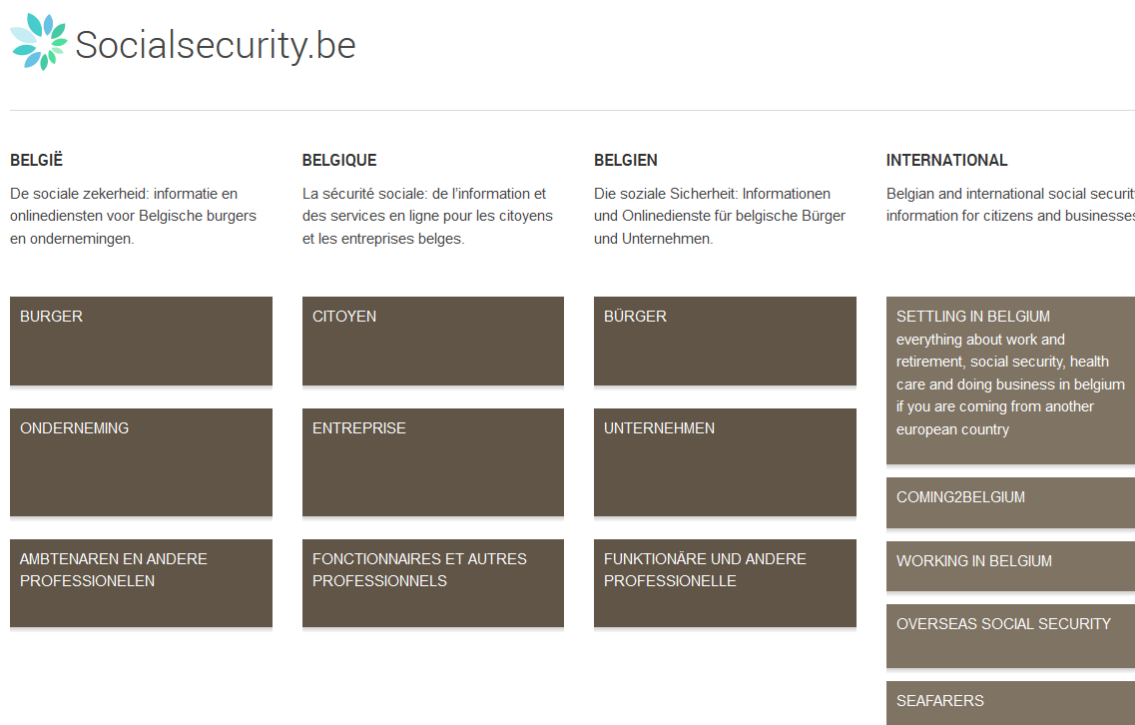 Socialsecurity.be
BELGIË
De sociale zekerheid: informatie en
onlinediensten voor Belgische burgers
en ondernemingen.
BURGER
ONDERNEMING
AMBTENAREN EN ANDERE
PROFESSIONELEN
BELGIQUE
La sécurité sociale: de l'information et
des services en ligne pour les citoyens
et les entreprises belges.
CITOYEN
ENTREPRISE
FONCTIONNAIRES ET AUTRES
PROFESSIONNELS
BELGIEN
Die soziale Sicherheit: Informationen
und Onlinedienste für belgische Bürger
und Unternehmen.
BÜRGER
UNTERNEHMEN
FUNKTIONÄRE UND ANDERE
PROFESSIONELLE
INTERNATIONAL
Belgian and international social securit
information for citizens and businesses
SETTLING IN BELGIUM
everything about work and
retirement, social security, health
care and doing business in belgium
if you are coming from another
european country
COMING2BELGIUM
WORKING IN BELGIUM
OVERSEAS SOCIAL SECURITY
SEAFARERS